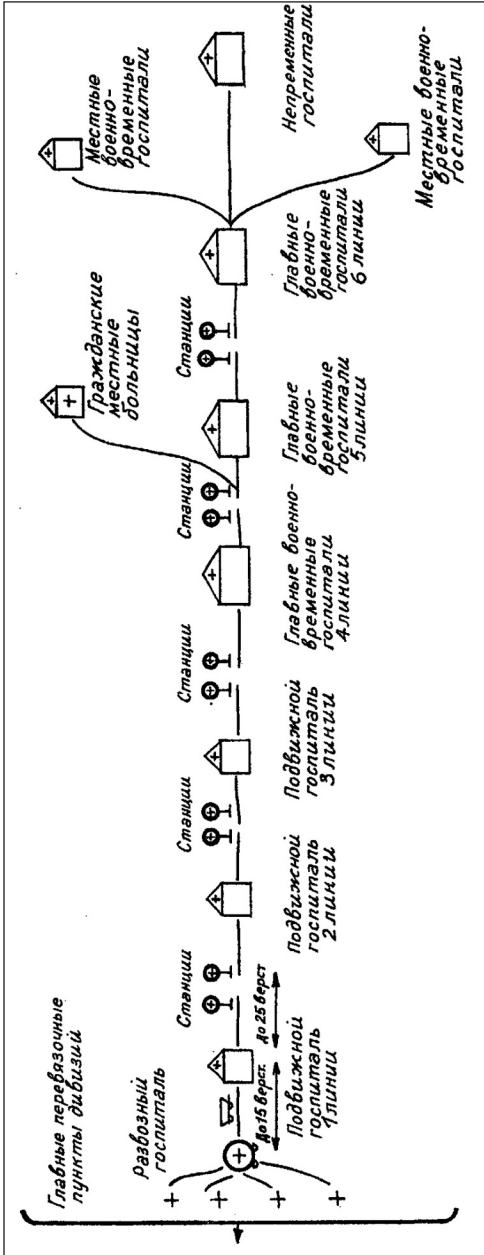 Главные перевязочные
пункты дивизий
Развозный
госпиталь
До 15 верст.
до 25 верст
Подвижной
госпиталь
1 линии
Станции
Подвижной
госпиталь
2 линии
Станции
Подвижной
госпиталь
3 линии
Станции
Главные военно-
временные
госпитали
4 линии
Станции
Гражданские
местные
больницы
Главные
военно-
временные
госпитали
5 линии
Станции
Главные
военно-
временные
госпитали
6 линии
Местные
военно-
временные
госпитали
Непременные
госпитали
Местные военно-
временные
госпитали